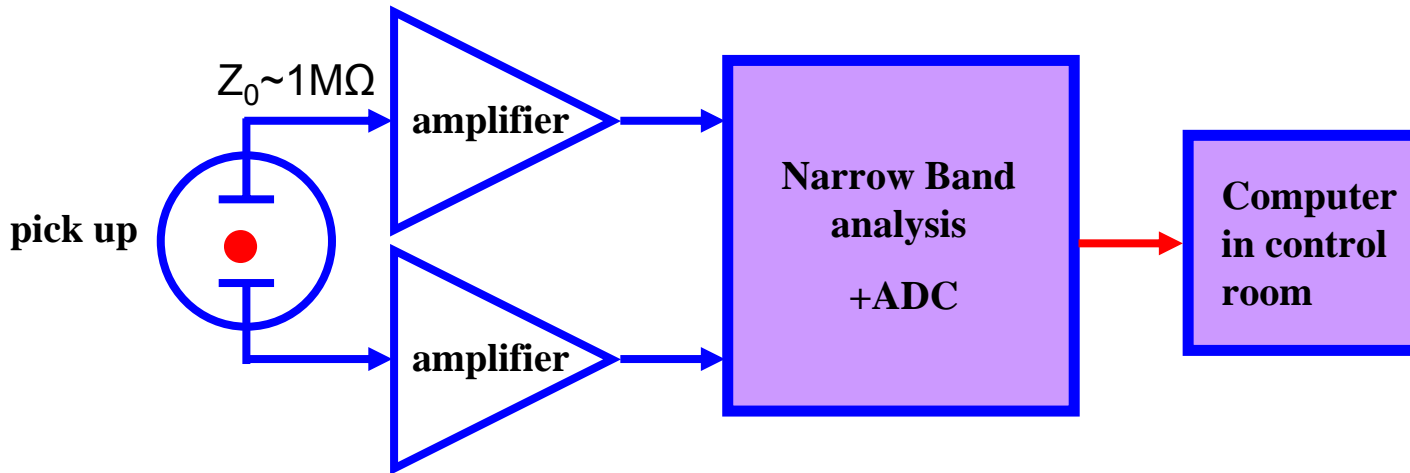 Z₀~1MΩ
amplifier
pick up
amplifier
Narrow Band
analysis
+ADC
Computer
in control
room